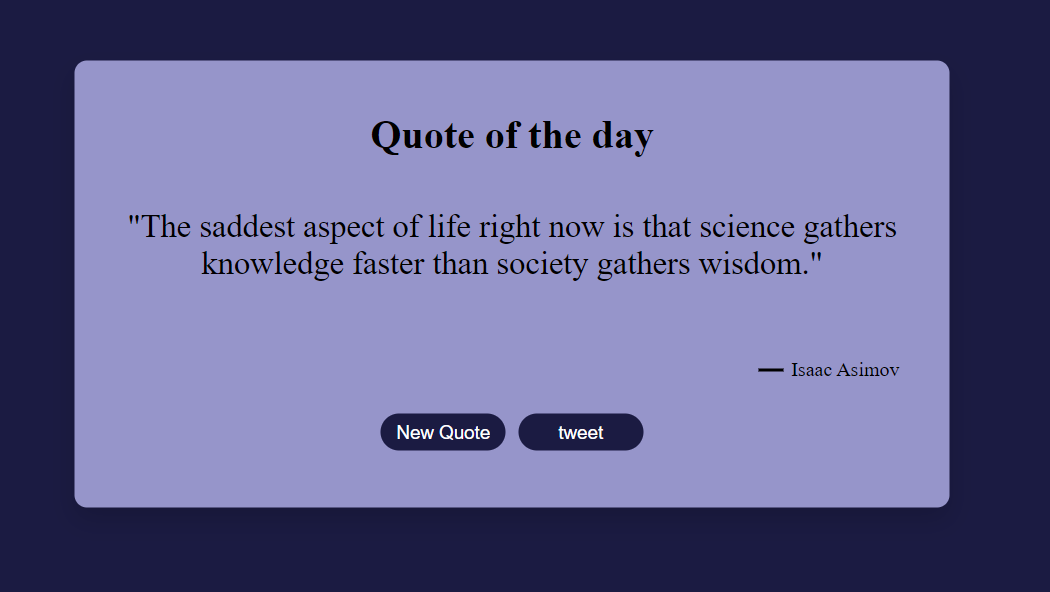 Quote of the day
"The saddest aspect of life right now is that science gathers
knowledge faster than society gathers wisdom."
— Isaac Asimov
New Quote
tweet